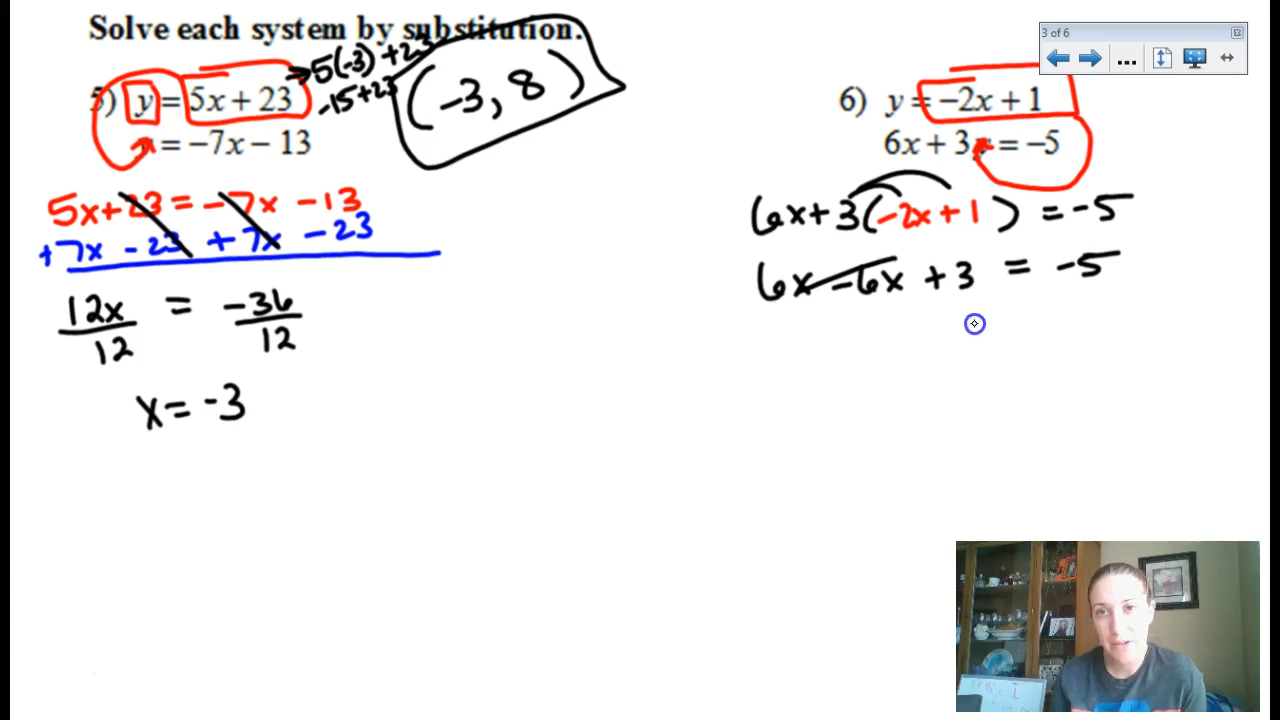 Solve each system by substitution.
3 of 6
5) y = 5x + 23
= −7x − 13
→5(-3)+23
-15+23
(-3, 8)
5x+23 = -7x -13
+7x -23 +7x -23
12x = -36
12 12
x = -3
6) y = −2x + 1
6x + 3y = −5
6x+3(-2x+1) = -5
6x -6x +3 = -5